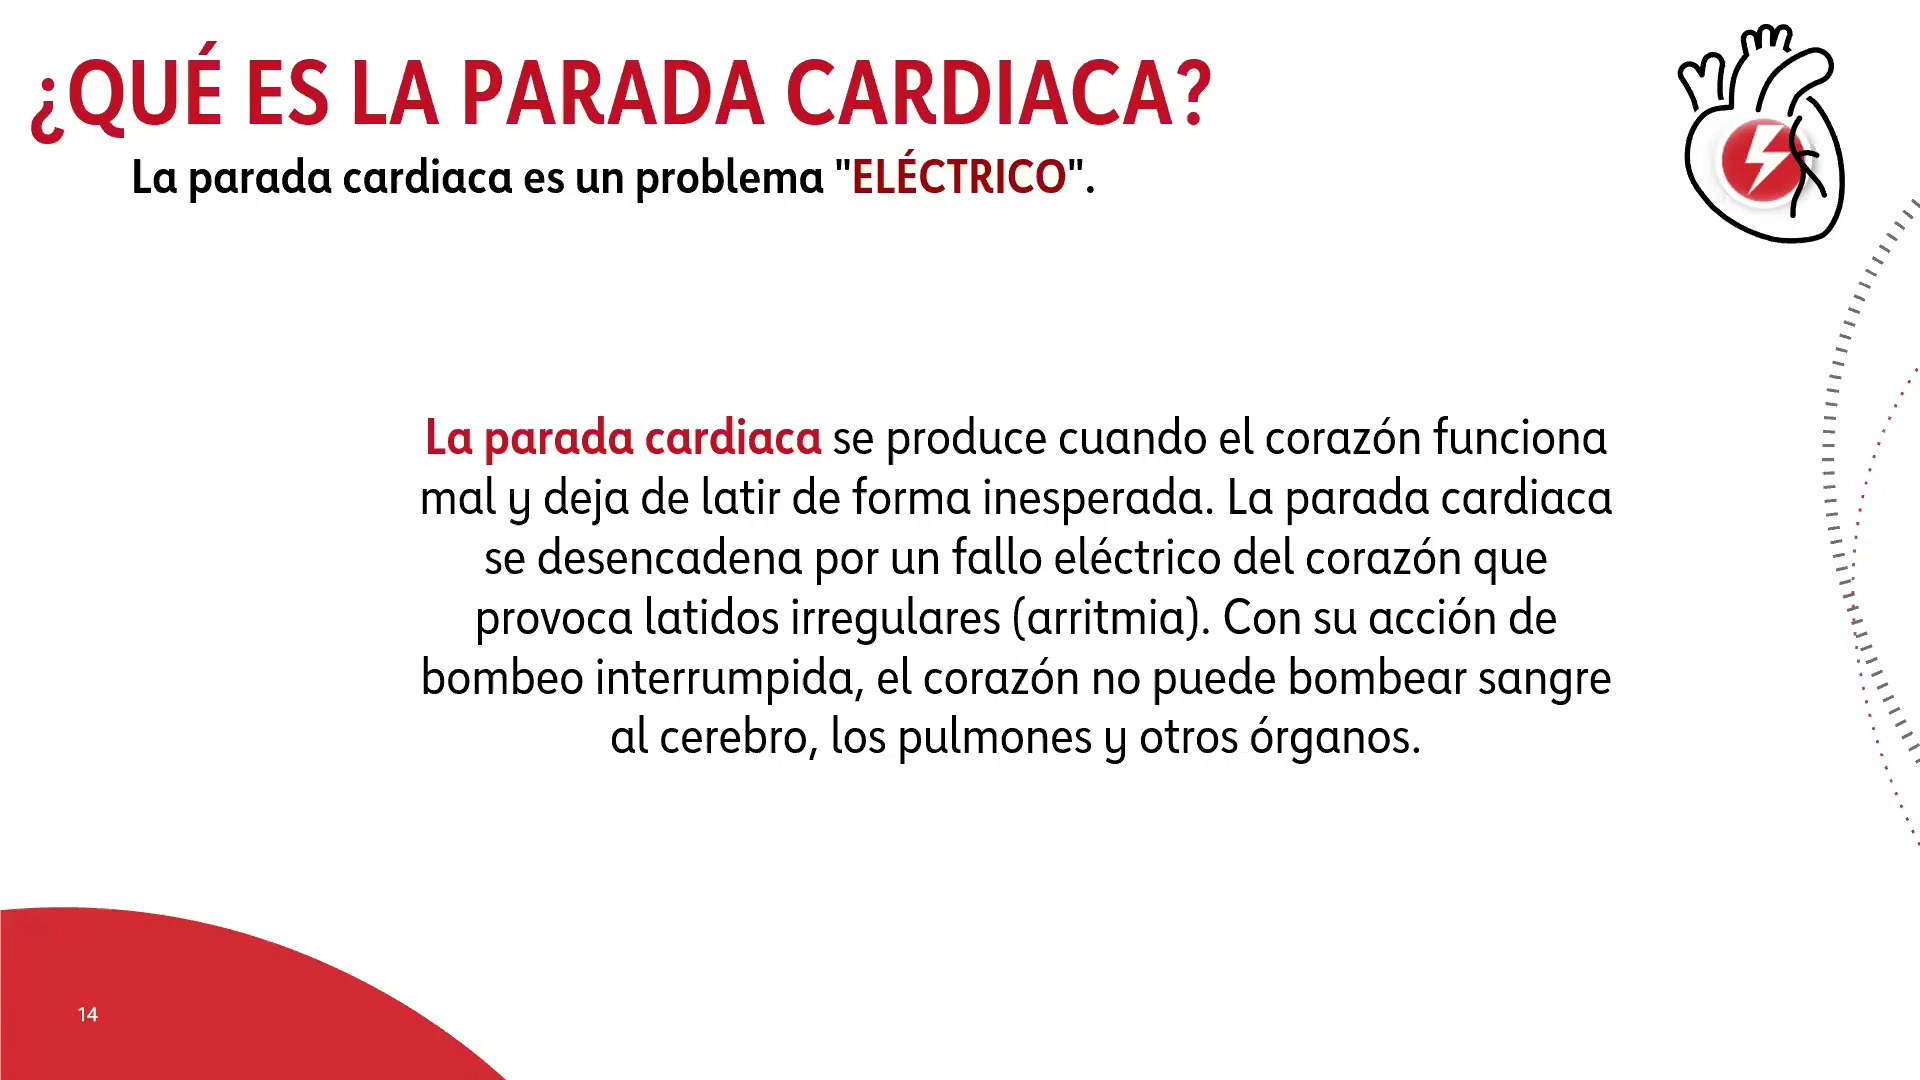 ¿QUÉ ES LA PARADA CARDIACA?
La parada cardiaca es un problema "ELÉCTRICO".
La parada cardiaca se produce cuando el corazón funciona
mal y deja de latir de forma inesperada. La parada cardiaca
se desencadena por un fallo eléctrico del corazón que
provoca latidos irregulares (arritmia). Con su acción de
bombeo interrumpida, el corazón no puede bombear sangre
al cerebro, los pulmones y otros órganos.
14